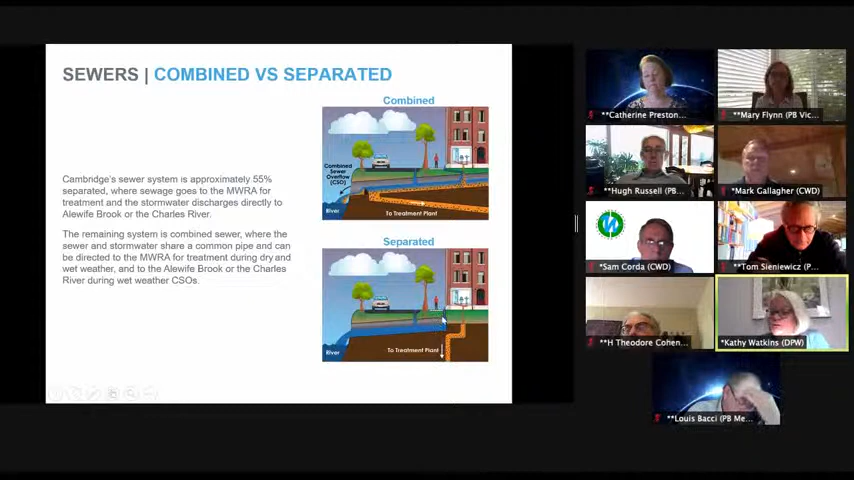 SEWERS | COMBINED VS SEPARATED
Cambridge's sewer system is approximately 55%
separated, where sewage goes to the MWRA for
treatment and the stormwater discharges directly to
Alewife Brook or the Charles River.
The remaining system is combined sewer, where the
sewer and stormwater share a common pipe and can
be directed to the MWRA for treatment during dry and
wet weather, and to the Alewife Brook or the Charles
River during wet weather CSOs.
Combined
Combined
Sewer
Overflow
(CSO)
River
To Treatment Plant
Separated
River
To Treatment Plant
**Catherine Preston...
**Mary Flynn (PB Vic...
**Hugh Russell (PB...
*Mark Gallagher (CWD)
*Sam Corda (CWD)
**Tom Sieniewicz (P...
**H Theodore Cohen...
*Kathy Watkins (DPW)
**Louis Bacci (PB Me...